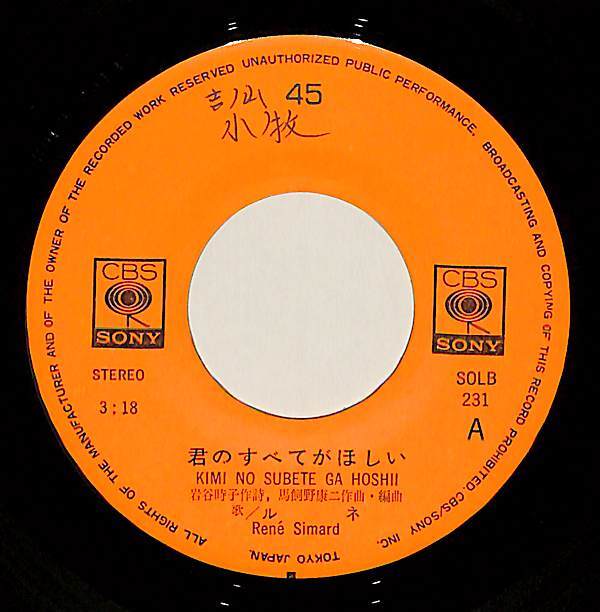 ALL RIGHTS OF THE MANUFACTURER AND OF THE OWNER OF THE RECORDED WORK RESERVED UNAUTHORIZED PUBLIC PERFORMANCE, BROADCASTING AND COPYING OF THIS RECORD PROHIBITED CBS/SONY INC. TOKYO JAPAN.
45
小牧
CBS
SONY
CBS
SONY
STEREO
3;18
SOLB
231
A
君のすべてがほしい
KIMI NO SUBETE GA HOSHII
岩谷時子作詩,馬飼野康二作曲・編曲
歌/ルネ
René Simard